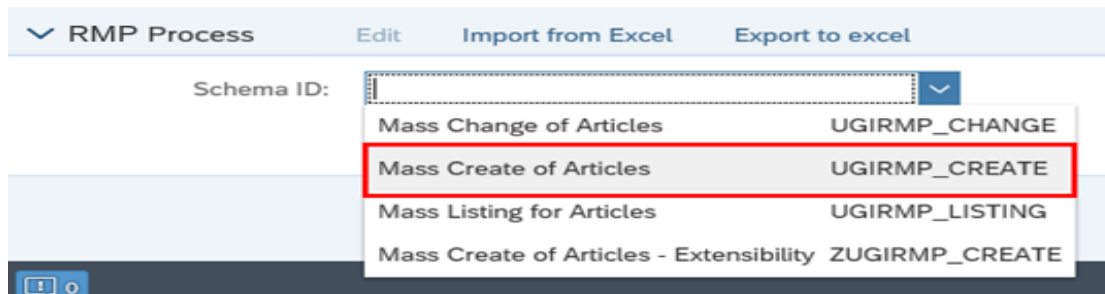 RMP Process Edit Import from Excel Export to excel
Schema ID:
Mass Change of Articles UGIRMP_CHANGE
Mass Create of Articles UGIRMP_CREATE
Mass Listing for Articles UGIRMP_LISTING
Mass Create of Articles - Extensibility ZUGIRMP_CREATE
0